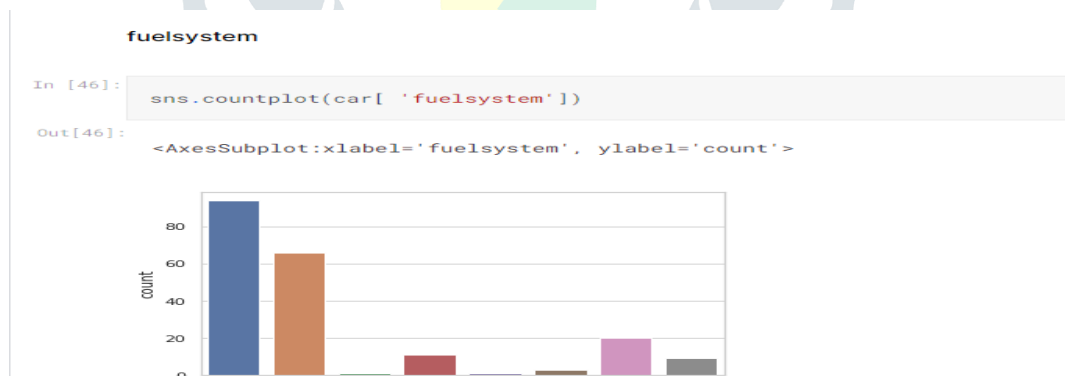 fuelsystem
In [46]:
sns.countplot(car[ 'fuelsystem'])
Out[46]:
<AxesSubplot:xlabel='fuelsystem', ylabel='count'>
80
60
count
40
20
0